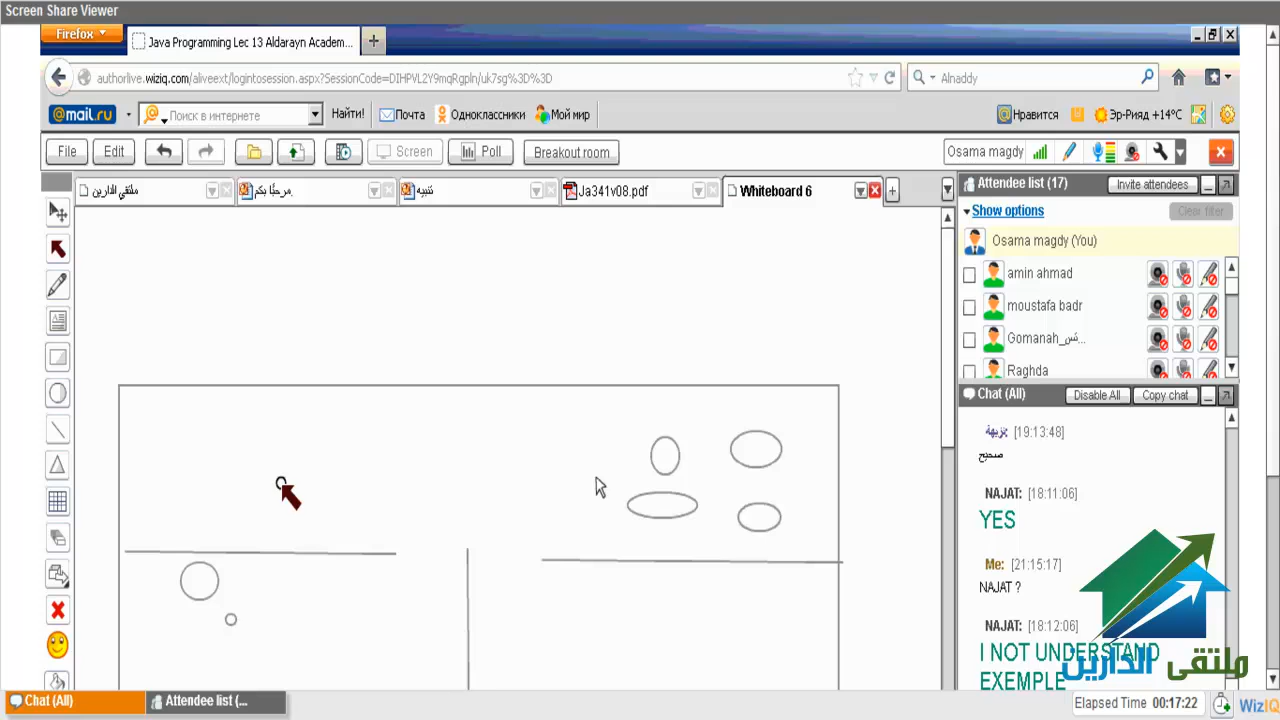 Screen Share Viewer
Firefox
Java Programming Lec 13 Aldarayn Academ...
authorlive.wiziq.com/aliveext/logintosession.aspx?SessionCode=DIHPVL2Y9mqRgpln/uk7sg%3D%3D
Alnaddy
@mail.ru
Поиск в интернете
Найти!
Почта
Одноклассники
Мой мир
Нравится
Эр-Рияд +14°C
File
Edit
Screen
Poll
Breakout room
Osama magdy
ملتقي الدارين
مرحبًا بكم.
تنبيه
Ja341v08.pdf
Whiteboard 6
Attendee list (17)
Invite attendees
Show options
Clear filter
Osama magdy (You)
amin ahmad
moustafa badr
Raghda
Chat (All)
Disable All
Copy chat
نزيهة: [19:13:48]
صحيح
NAJAT: [18:11:06]
YES
Me: [21:15:17]
NAJAT ?
NAJAT: [18:12:06]
I NOT UNDERSTAND
EXEMPLE
ملتقى الدارين
Chat (All)
Attendee list (...
Elapsed Time 00:17:22
WizIQ